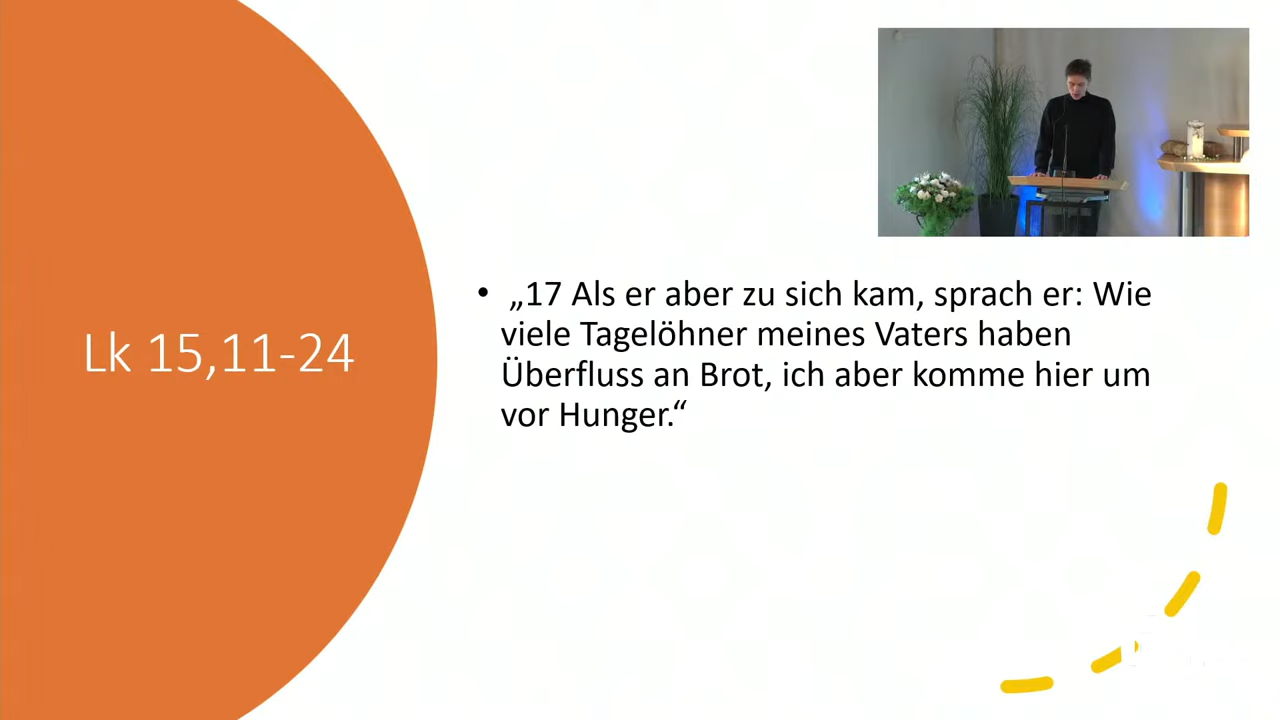 Lk 15,11-24
• „17 Als er aber zu sich kam, sprach er: Wie
viele Tagelöhner meines Vaters haben
Überfluss an Brot, ich aber komme hier um
vor Hunger.“